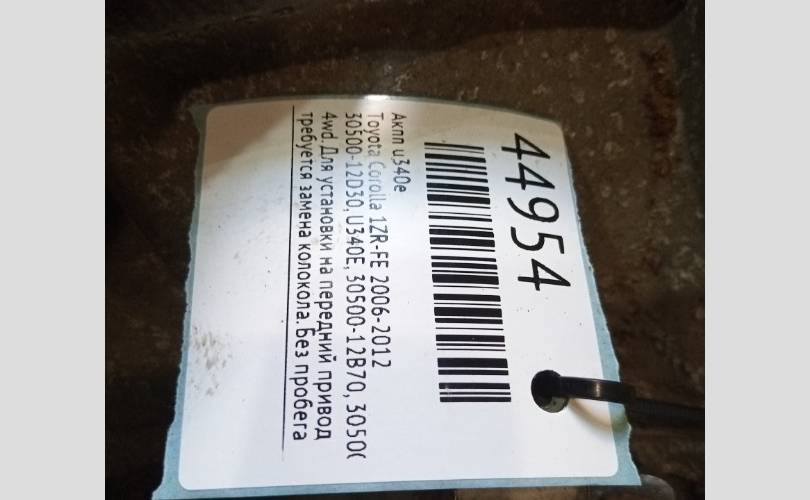 44954
Акпп u340e
Toyota Corolla 1ZR-FE 2006-2012
30500-12D30, U340E, 30500-12B70, 30500
4wd. Для установки на передний привод
требуется замена колокола. Без пробега